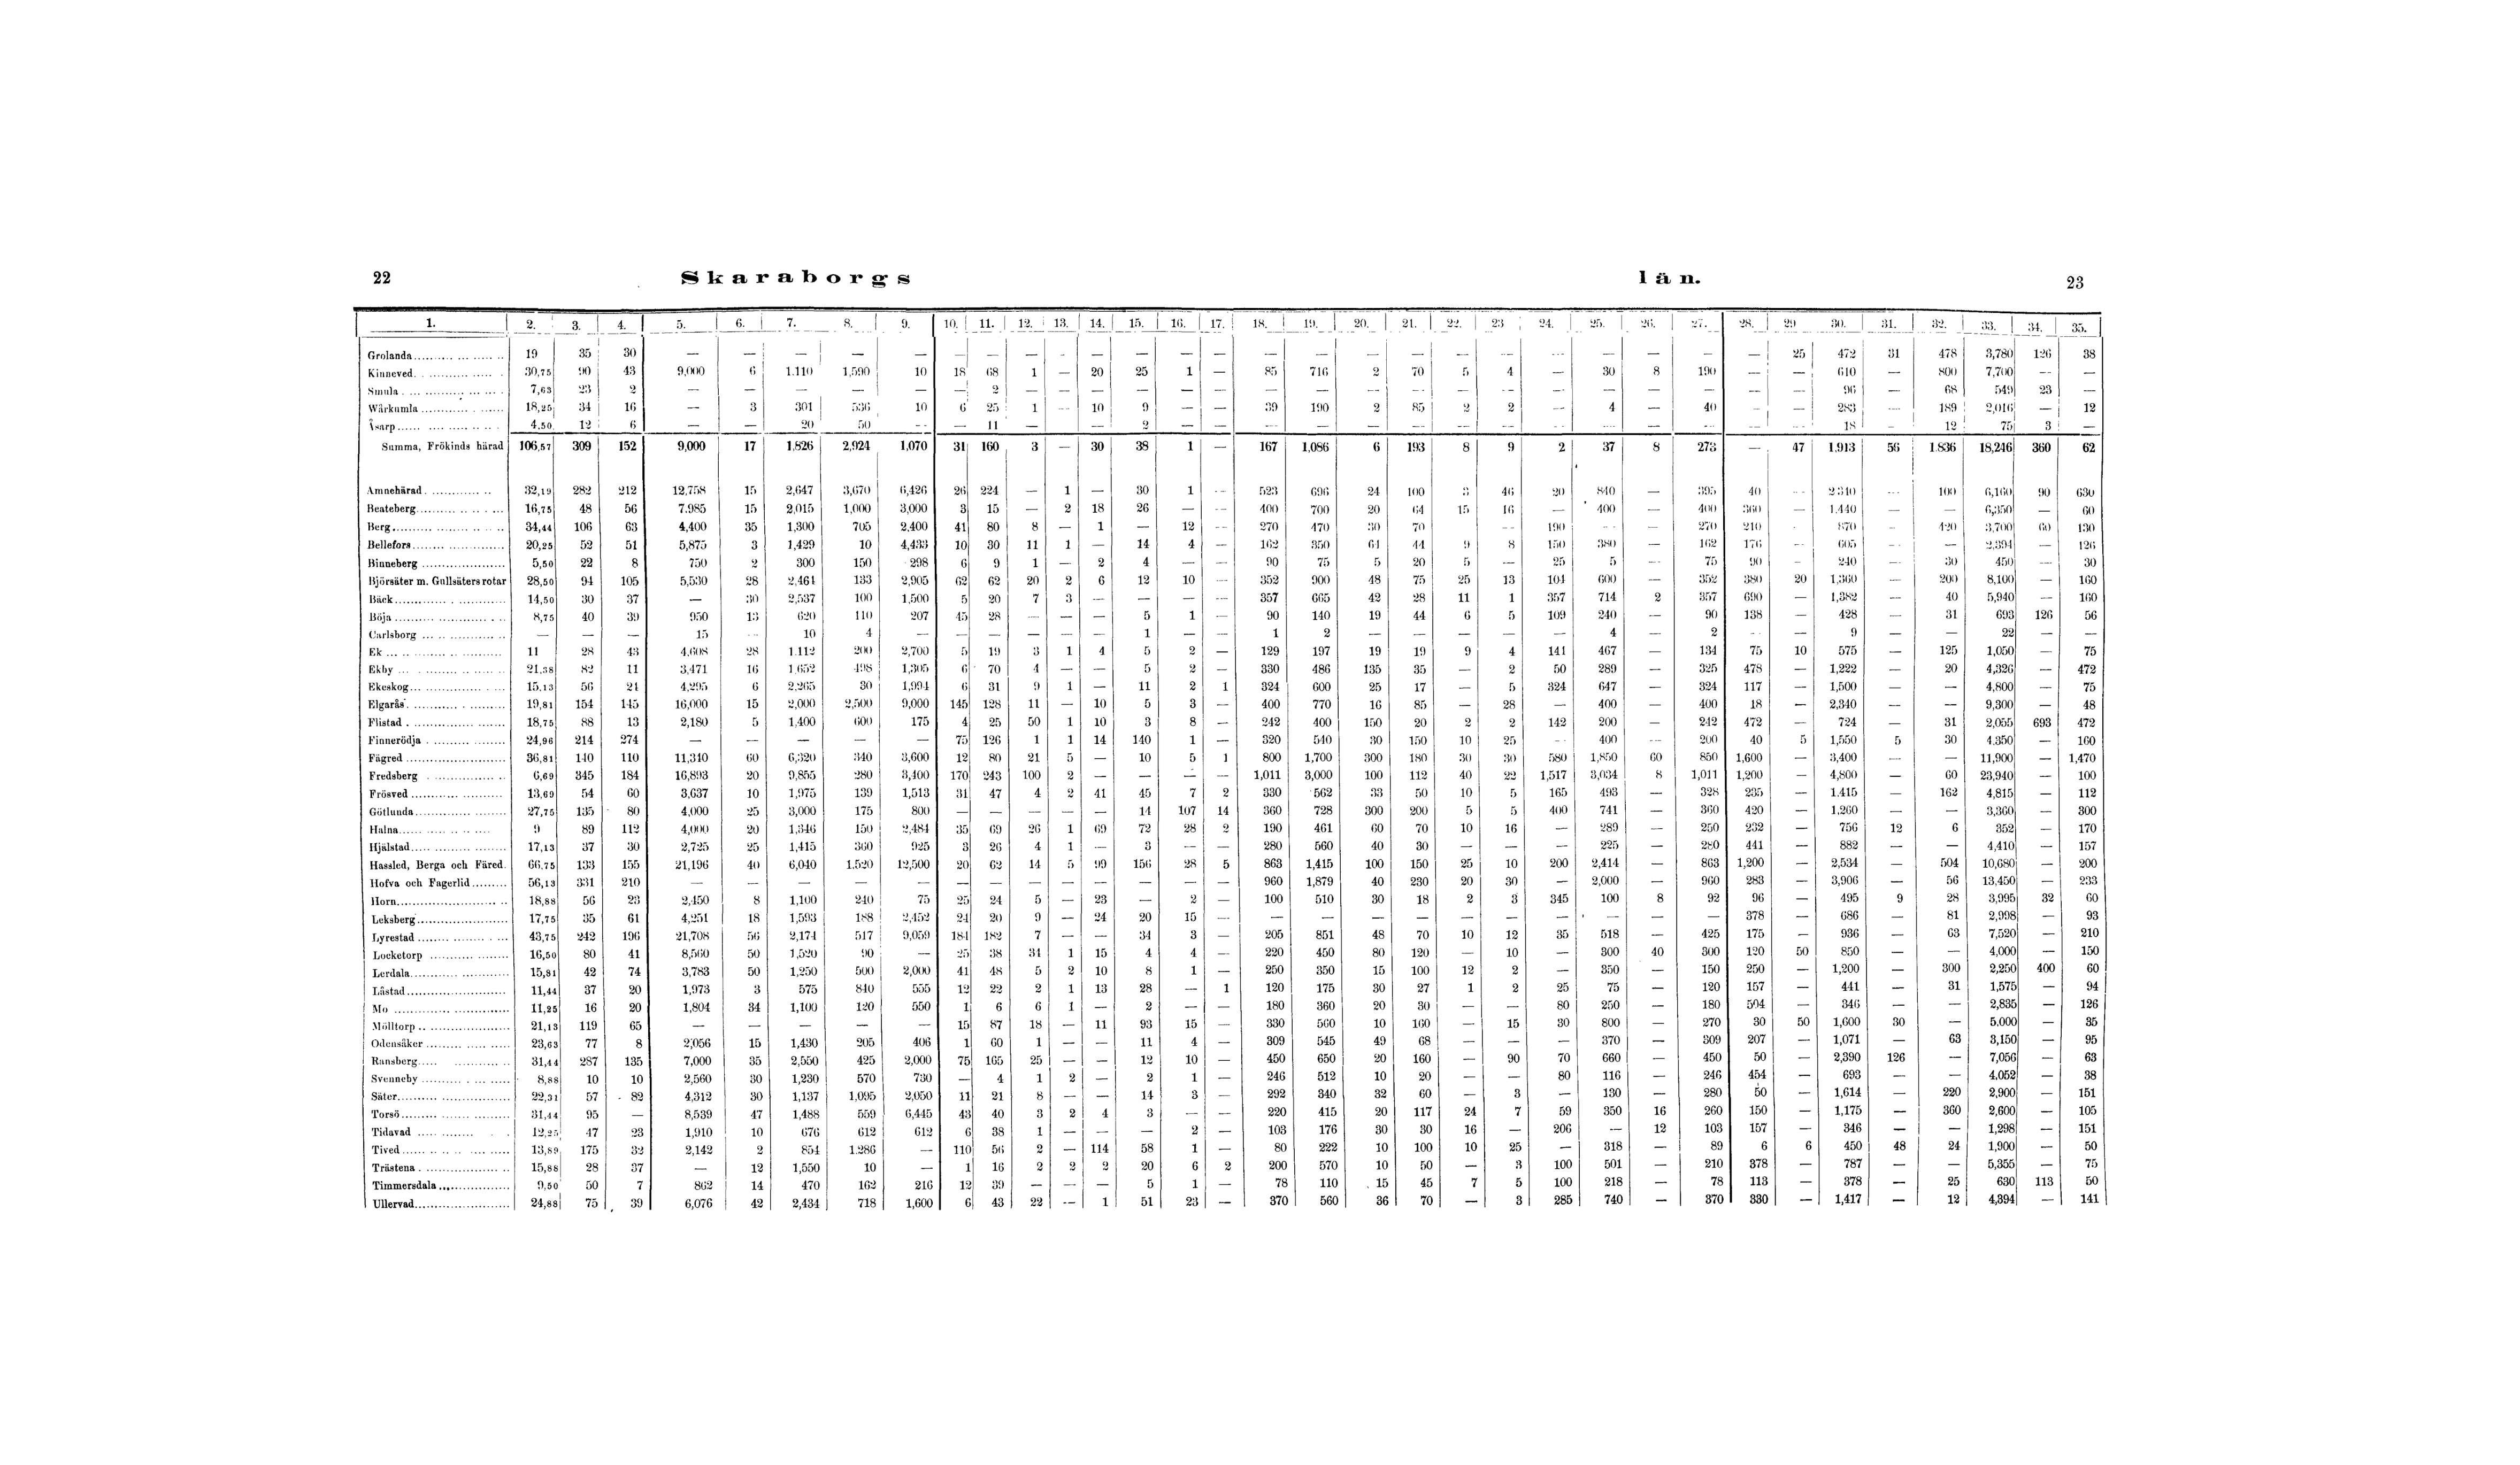 22 Skaraborgs län. 23
1. 2. 3. 4. 5. 6. 7. 8. 9. 10. 11. 12. 13. 14. 15. 16. 17. 18. 19. 20. 21. 22. 23 24. 25. 26. 27. 28. 29 30. 31. 32. 33. 34. 35.
Grolanda 19 35 30 — — — — — — — — - — — — — — — — — — — — — — — — 25 472 31 478 3,780 126 38
Kinneved 30,75 90 43 9,000 6 1.110 1,590 10 18 68 1 — 20 25 1 — 85 716 2 70 5 4 — 30 8 190 — — 610 — 800 7,700 — —
Smula 7,63 23 2 — — — — — — 2 — — — — — — — — — — — — — — — — — — 96 — 68 549 23 —
Wårkumla 18,25 34 16 — 3 301 536 10 6 25 1 — 10 9 — — 39 190 2 85 2 2 — 4 — 40 — — 283 — 189 2,016 — 12
Åsarp 4,50 12 6 — — 20 50 — — 11 — — — 2 — — — — — — — — — — — — — — 18 — 12 75 3 —
Summa, Frökinds härad 106,57 309 152 9,000 17 1,826 2,924 1,070 31 160 3 — 30 38 1 — 167 1,086 6 193 8 9 2 37 8 273 — 47 1,913 56 1.836 18,246 360 62
Amnehärad 32,19 282 212 12,758 15 2,647 3,670 6,426 26 224 — 1 — 30 1 — 523 696 24 100 3 46 20 840 — 395 40 — 2 310 — 100 6,160 90 630
Beateberg 16,75 48 56 7.985 15 2,015 1,000 3,000 3 15 — 2 18 26 — — 400 700 20 64 15 16 — 400 — 400 360 — 1.440 — — 6,350 — 60
Berg 34,44 106 63 4,400 35 1,300 705 2,400 41 80 8 — 1 — 12 — 270 470 30 70 — 190 — 270 210 870 — 420 3,700 60 130
Bellefors 20,25 52 51 5,875 3 1,429 10 4,433 10 30 11 1 — 14 4 — 162 350 61 44 9 8 150 380 — 162 176 — 605 — — 2,394 — 126
Binneberg 5,50 22 8 750 2 300 150 298 6 9 1 — 2 4 — — 90 75 5 20 5 — 25 5 — 75 90 — 240 — 30 450 — 30
Björsäter m. Gullsäters rotar 28,50 94 105 5,530 28 2,461 133 2,905 62 62 20 2 6 12 10 — 352 900 48 75 25 13 104 600 — 352 380 20 1,360 — 200 8,100 — 160
Bäck 14,50 30 37 — 30 2,537 100 1,500 5 20 7 3 — — — — 357 665 42 28 11 1 357 714 2 357 690 — 1,382 — 40 5,940 — 160
Böja 8,75 40 39 950 13 620 110 207 45 28 — — — 5 1 — 90 140 19 44 6 5 109 240 — 90 138 — 428 — 31 693 126 56
Carlsborg — — — 15 — 10 4 — — — — — — 1 — — 1 2 — — — — — 4 — 2 — — 9 — — 22 — —
Ek 11 28 43 4,608 28 1.112 200 2,700 5 19 3 1 4 5 2 — 129 197 19 19 9 4 141 467 — 134 75 10 575 — 125 1,050 — 75
Ekby 21,38 82 11 3,471 16 1.652 498 1,305 6 70 4 — — 5 2 — 330 486 135 35 — 2 50 289 — 325 478 — 1,222 — 20 4,326 — 472
Ekeskog 15,13 56 24 4,295 6 2,265 30 1,994 6 31 9 1 — 11 2 1 324 600 25 17 — 5 324 647 — 324 117 — 1,500 — — 4,800 — 75
Elgarås 19,81 154 145 16,000 15 2,000 2,500 9,000 145 128 11 — 10 5 3 — 400 770 16 85 — 28 — 400 — 400 18 — 2,340 — — 9,300 — 48
Flistad 18,75 88 13 2,180 5 1,400 600 175 4 25 50 1 10 3 8 — 242 400 150 20 2 2 142 200 — 242 472 — 724 — 31 2,055 693 472
Finnerödja 24,96 214 274 — — — — — 75 126 1 1 14 140 1 — 320 540 30 150 10 25 — 400 — 200 40 5 1,550 5 30 4.350 — 160
Fägred 36,81 140 110 11,340 60 6,320 340 3,600 12 80 21 5 — 10 5 1 800 1,700 300 180 30 30 580 1,850 60 850 1,600 — 3,400 — — 11,900 — 1,470
Fredsberg 6,69 345 184 16,893 20 9,855 280 3,400 170 243 100 2 — — — — 1,011 3,000 100 112 40 22 1,517 3,034 8 1,011 1,200 — 4,800 — 60 23,940 — 100
Frösved 13,69 54 60 3,637 10 1,975 139 1,513 31 47 4 2 41 45 7 2 330 562 33 50 10 5 165 493 — 328 235 — 1.415 — 162 4,815 — 112
Götlunda 27,75 135 80 4,000 25 3,000 175 800 — — — — — 14 107 14 360 728 300 200 5 5 400 741 — 360 420 — 1.260 — — 3,360 — 300
Halna 9 89 112 4,000 20 1,346 150 2,484 35 69 26 1 69 72 28 2 190 461 60 70 10 16 — 289 — 250 232 — 756 12 6 352 — 170
Hjälstad 17,13 37 30 2,725 25 1,415 360 925 3 26 4 1 — 3 — — 280 560 40 30 — — — 225 — 280 441 — 882 — — 4,410 — 157
Hassled, Berga och Färed 66,75 133 155 21,196 40 6,040 1.520 12,500 20 62 14 5 99 156 28 5 863 1,415 100 150 25 10 200 2,414 — 863 1,200 — 2,534 — 504 10,680 — 200
Hofva och Fagerlid 56,13 331 210 — — — — — — — — — — — — — 960 1,879 40 230 20 30 — 2,000 — 960 283 — 3,906 — 56 13,450 — 233
Horn 18,88 56 23 2,450 8 1,100 240 75 25 24 5 — 23 — 2 — 100 510 30 18 2 3 345 100 8 92 96 — 495 9 28 3,995 32 60
Leksberg 17,75 35 61 4,251 18 1,593 188 2,452 24 20 9 — 24 20 15 — — — — — — — — — — — 378 — 686 — 81 2,998 — 93
Lyrestad 43,75 242 196 21,708 56 2,174 517 9,059 184 182 7 — — 34 3 — 205 851 48 70 10 12 35 518 — 425 175 — 936 — 63 7,520 — 210
Locketorp 16,50 80 41 8,560 50 1,520 90 — 25 38 31 1 15 4 4 — 220 450 80 120 — 10 — 300 40 300 120 50 850 — — 4,000 — 150
Lerdala 15,81 42 74 3,783 50 1,250 500 2,000 41 48 5 2 10 8 1 — 250 350 15 100 12 2 — 350 — 150 250 — 1,200 — 300 2,250 400 60
Låstad 11,44 37 20 1,973 3 575 840 555 12 22 2 1 13 28 — 1 120 175 30 27 1 2 25 75 — 120 157 — 441 — 31 1,575 — 94
Mo 11,25 16 20 1,804 34 1,100 120 550 1 6 6 1 — 2 — — 180 360 20 30 — — 80 250 — 180 504 — 346 — — 2,835 — 126
Mölltorp 21,13 119 65 — — — — — 15 87 18 — 11 93 15 — 330 560 10 160 — 15 30 800 — 270 30 50 1,600 30 — 5.000 — 35
Odensåker 23,63 77 8 2,056 15 1,430 205 406 1 60 1 — — 11 4 — 309 545 49 68 — — — 370 — 309 207 — 1,071 — 63 3,150 — 95
Ransberg 31,44 287 135 7,000 35 2,550 425 2,000 75 165 25 — — 12 10 — 450 650 20 160 — 90 70 660 — 450 50 — 2,390 126 — 7,056 — 63
Svenneby 8,88 10 10 2,560 30 1,230 570 730 — 4 1 2 — 2 1 — 246 512 10 20 — — 80 116 — 246 454 — 693 — — 4.052 — 38
Säter 22,31 57 82 4,312 30 1,137 1,095 2,050 11 21 8 — — 14 3 — 292 340 32 60 — 3 — 130 — 280 50 — 1,614 — 220 2,900 — 151
Torsö 31,44 95 — 8,539 47 1,488 559 6,445 43 40 3 2 4 3 — — 220 415 20 117 24 7 59 350 16 260 150 — 1,175 — 360 2,600 — 105
Tidavad 12,25 47 23 1,910 10 676 612 612 6 38 1 — — — 2 — 103 176 30 30 16 — 206 — 12 103 157 — 346 — — 1,298 — 151
Tived 13,89 175 32 2,142 2 854 1.286 — 110 56 2 — 114 58 1 — 80 222 10 100 10 25 — 318 — 89 6 6 450 48 24 1,900 — 50
Trästena 15,88 28 37 — 12 1,550 10 — 1 16 2 2 2 20 6 2 200 570 10 50 — 3 100 501 — 210 378 — 787 — — 5,355 — 75
Timmersdala 9,50 50 7 862 14 470 162 216 12 39 — — — 5 1 — 78 110 15 45 7 5 100 218 — 78 113 — 378 — 25 630 113 50
Ullervad 24,88 75 39 6,076 42 2,434 718 1,600 6 43 22 — 1 51 23 — 370 560 36 70 — 3 285 740 — 370 330 — 1,417 — 12 4,394 — 141